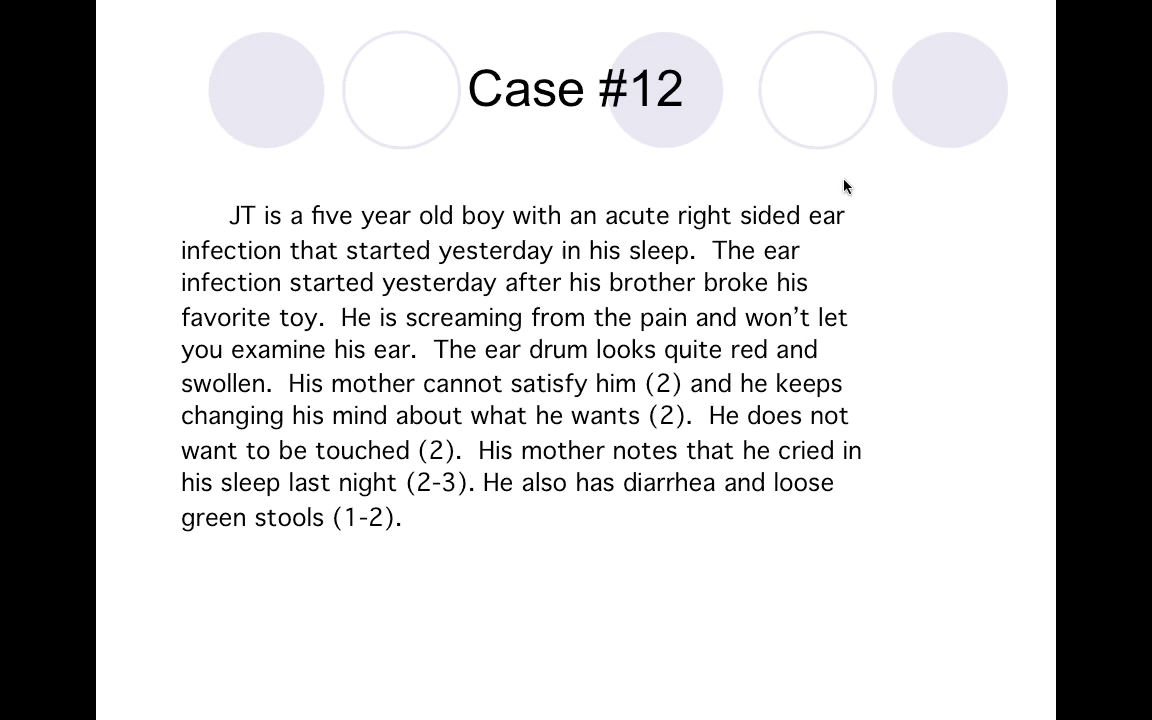 Case #12
JT is a five year old boy with an acute right sided ear
infection that started yesterday in his sleep.  The ear
infection started yesterday after his brother broke his
favorite toy.  He is screaming from the pain and won’t let
you examine his ear.  The ear drum looks quite red and
swollen.  His mother cannot satisfy him (2) and he keeps
changing his mind about what he wants (2).  He does not
want to be touched (2).  His mother notes that he cried in
his sleep last night (2-3). He also has diarrhea and loose
green stools (1-2).